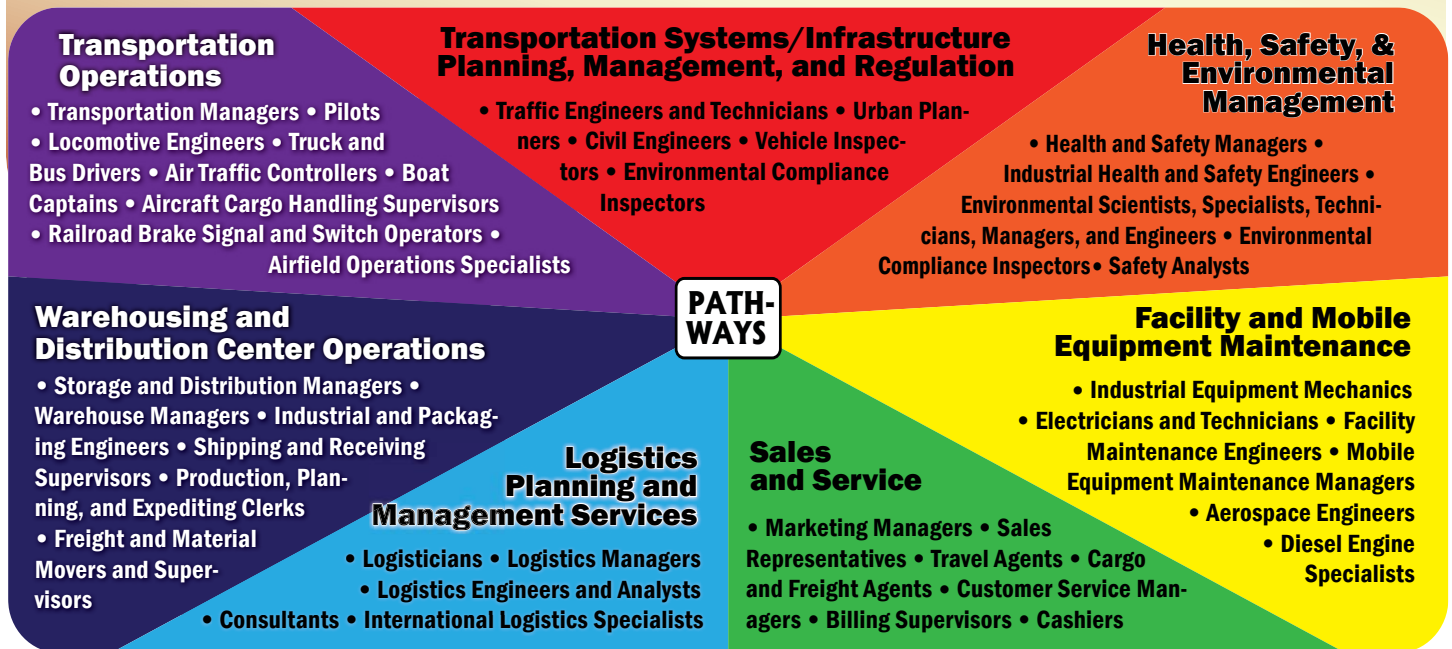 Transportation
Operations
• Transportation Managers • Pilots
• Locomotive Engineers • Truck and
Bus Drivers • Air Traffic Controllers • Boat
Captains • Aircraft Cargo Handling Supervisors
• Railroad Brake Signal and Switch Operators •
Airfield Operations Specialists
Transportation Systems/Infrastructure
Planning, Management, and Regulation
• Traffic Engineers and Technicians • Urban Plan-
ners • Civil Engineers • Vehicle Inspec-
tors • Environmental Compliance
Inspectors
Health, Safety, &
Environmental
Management
• Health and Safety Managers •
Industrial Health and Safety Engineers •
Environmental Scientists, Specialists, Techni-
cians, Managers, and Engineers • Environmental
Compliance Inspectors• Safety Analysts
PATH-
WAYS
Warehousing and
Distribution Center Operations
• Storage and Distribution Managers •
Warehouse Managers • Industrial and Packag-
ing Engineers • Shipping and Receiving
Supervisors • Production, Plan-
ning, and Expediting Clerks
• Freight and Material
Movers and Super-
visors
Logistics
Planning and
Management Services
• Logisticians • Logistics Managers
• Logistics Engineers and Analysts
• Consultants • International Logistics Specialists
Sales
and Service
• Marketing Managers • Sales
Representatives • Travel Agents • Cargo
and Freight Agents • Customer Service Man-
agers • Billing Supervisors • Cashiers
Facility and Mobile
Equipment Maintenance
• Industrial Equipment Mechanics
• Electricians and Technicians • Facility
Maintenance Engineers • Mobile
Equipment Maintenance Managers
• Aerospace Engineers
• Diesel Engine
Specialists